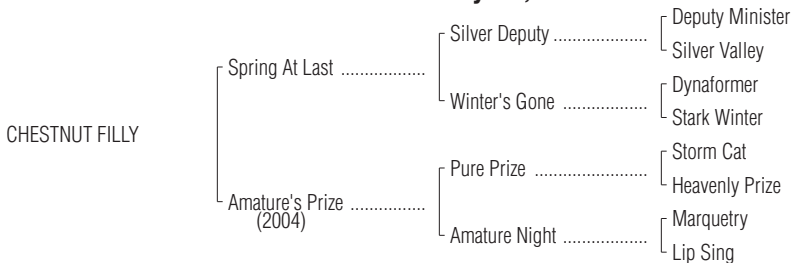 Deputy Minister
Silver Deputy ...................
Silver Valley
Spring At Last .................
Dynaformer
Winter's Gone .................
Stark Winter
CHESTNUT FILLY
Storm Cat
Pure Prize .......................
Heavenly Prize
Amature's Prize ...............
(2004)
Marquetry
Amature Night .................
Lip Sing